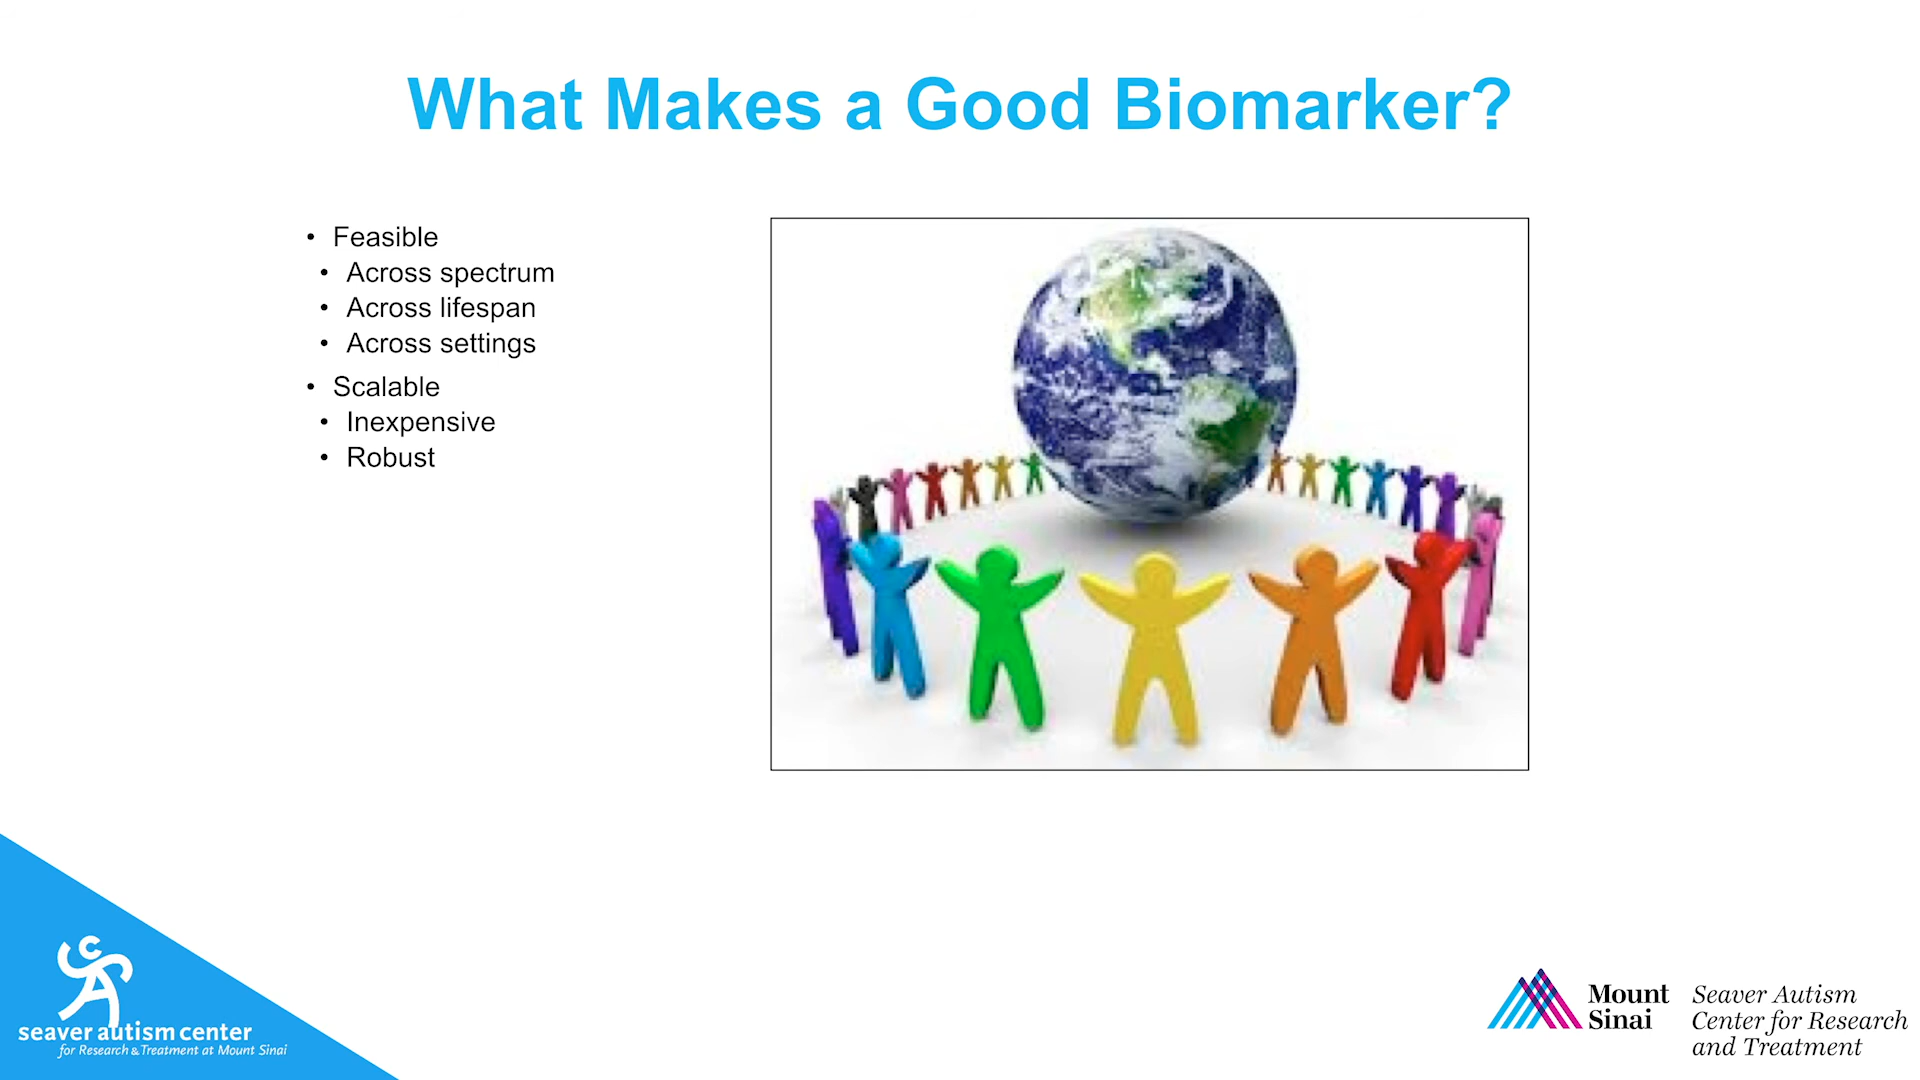 What Makes a Good Biomarker?
• Feasible
• Across spectrum
• Across lifespan
• Across settings
• Scalable
• Inexpensive
• Robust
seaver autism center
for Research & Treatment at Mount Sinai
Mount
Sinai
Seaver Autism
Center for Research
and Treatment